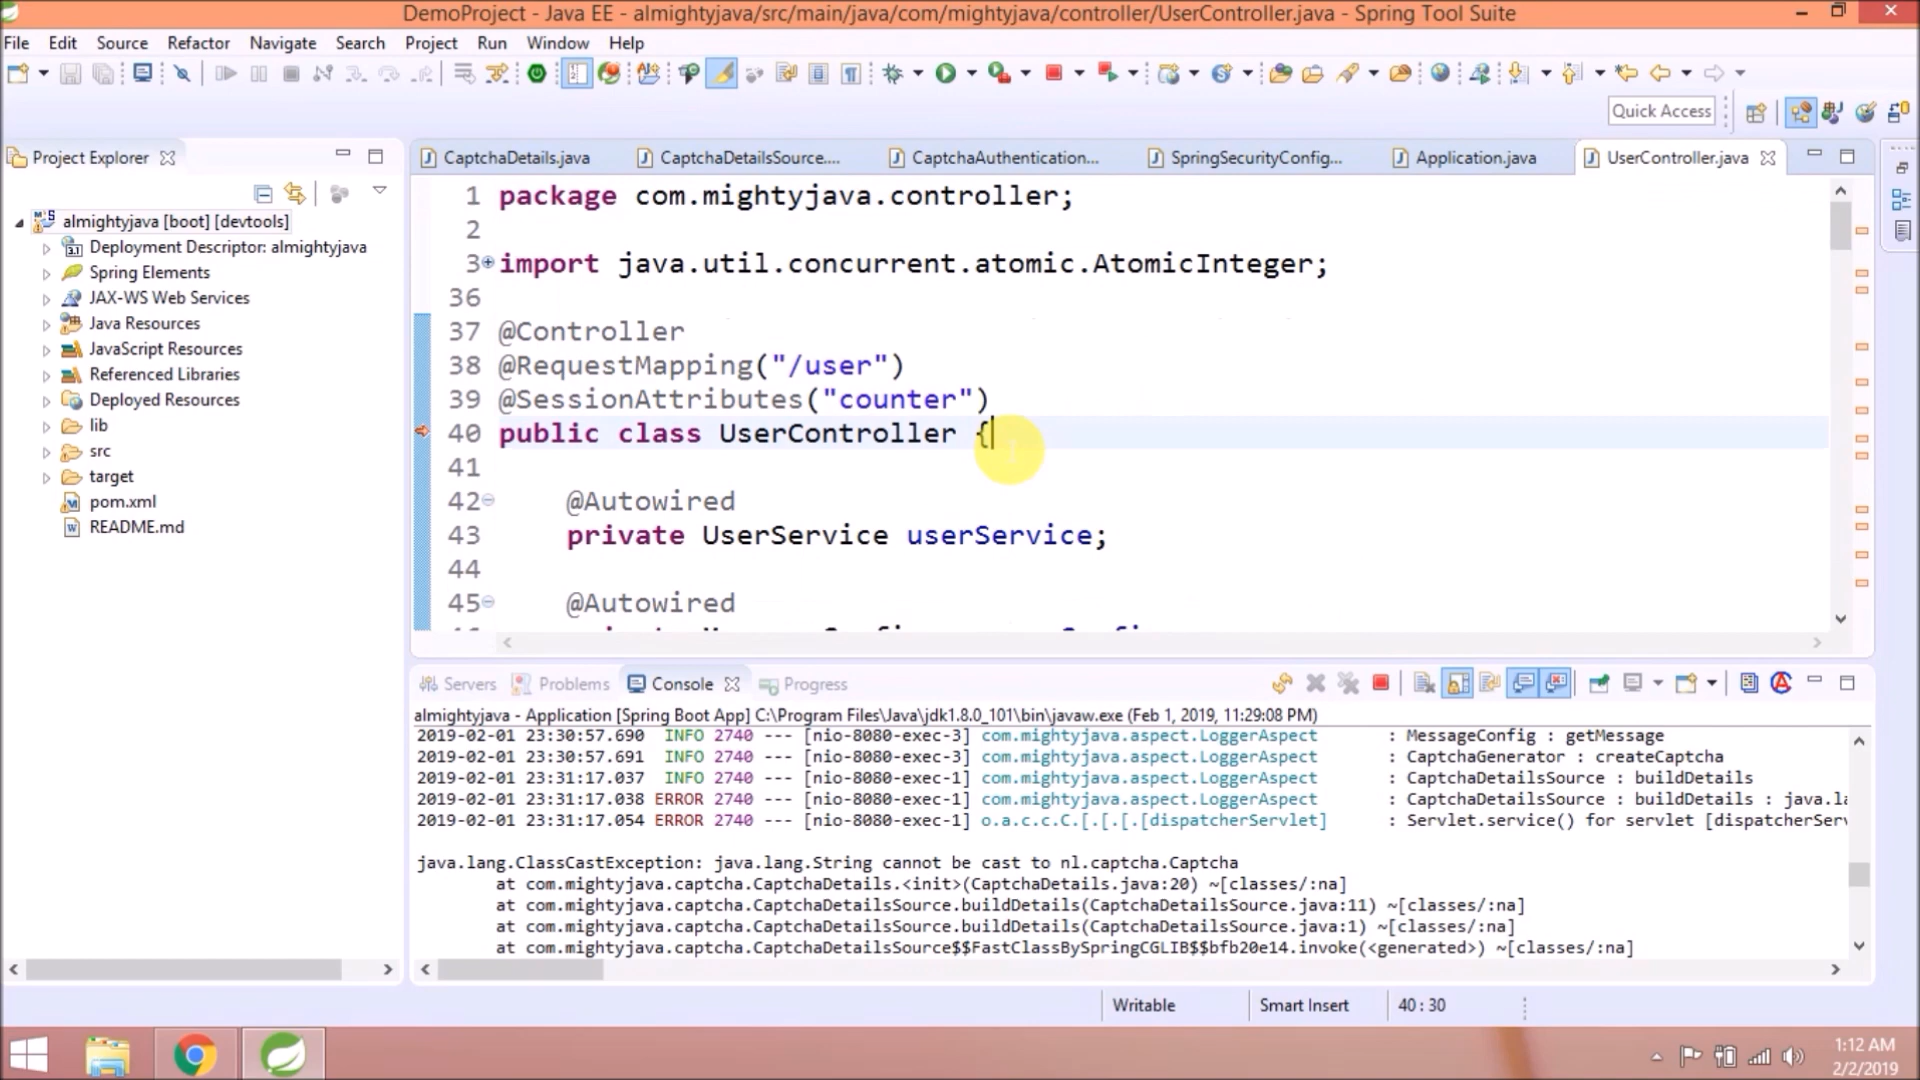 DemoProject - Java EE - almightyjava/src/main/java/com/mightyjava/controller/UserController.java - Spring Tool Suite
File Edit Source Refactor Navigate Search Project Run Window Help
Quick Access
Project Explorer
almightyjava [boot] [devtools]
Deployment Descriptor: almightyjava
Spring Elements
JAX-WS Web Services
Java Resources
JavaScript Resources
Referenced Libraries
Deployed Resources
lib
src
target
pom.xml
README.md
CaptchaDetails.java CaptchaDetailsSource.... CaptchaAuthentication... SpringSecurityConfig... Application.java UserController.java
1 package com.mightyjava.controller;
2
3 import java.util.concurrent.atomic.AtomicInteger;
36
37 @Controller
38 @RequestMapping("/user")
39 @SessionAttributes("counter")
40 public class UserController {
41
42 @Autowired
43 private UserService userService;
44
45 @Autowired
Servers Problems Console Progress
almightyjava - Application [Spring Boot App] C:\Program Files\Java\jdk1.8.0_101\bin\javaw.exe (Feb 1, 2019, 11:29:08 PM)
2019-02-01 23:30:57.690 INFO 2740 --- [nio-8080-exec-3] com.mightyjava.aspect.LoggerAspect : MessageConfig : getMessage
2019-02-01 23:30:57.691 INFO 2740 --- [nio-8080-exec-3] com.mightyjava.aspect.LoggerAspect : CaptchaGenerator : createCaptcha
2019-02-01 23:31:17.037 INFO 2740 --- [nio-8080-exec-1] com.mightyjava.aspect.LoggerAspect : CaptchaDetailsSource : buildDetails
2019-02-01 23:31:17.038 ERROR 2740 --- [nio-8080-exec-1] com.mightyjava.aspect.LoggerAspect : CaptchaDetailsSource : buildDetails : java.la
2019-02-01 23:31:17.054 ERROR 2740 --- [nio-8080-exec-1] o.a.c.c.C.[.[.[.[dispatcherServlet] : Servlet.service() for servlet [dispatcherServ
java.lang.ClassCastException: java.lang.String cannot be cast to nl.captcha.Captcha
at com.mightyjava.captcha.CaptchaDetails.<init>(CaptchaDetails.java:20) ~[classes/:na]
at com.mightyjava.captcha.CaptchaDetailsSource.buildDetails(CaptchaDetailsSource.java:11) ~[classes/:na]
at com.mightyjava.captcha.CaptchaDetailsSource.buildDetails(CaptchaDetailsSource.java:1) ~[classes/:na]
at com.mightyjava.captcha.CaptchaDetailsSource$$FastClassBySpringCGLIB$$bfb20e14.invoke(<generated>) ~[classes/:na]
Writable Smart Insert 40 : 30
1:12 AM
2/2/2019